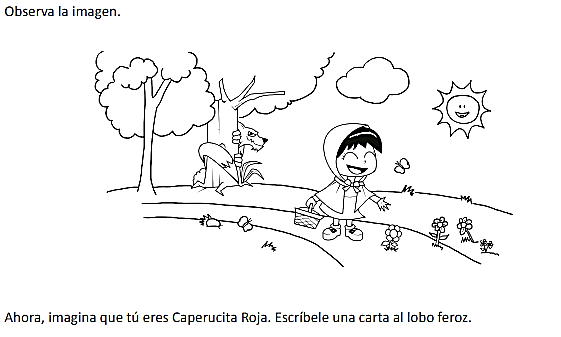 Observa la imagen.
Ahora, imagina que tú eres Caperucita Roja. Escríbele una carta al lobo feroz.